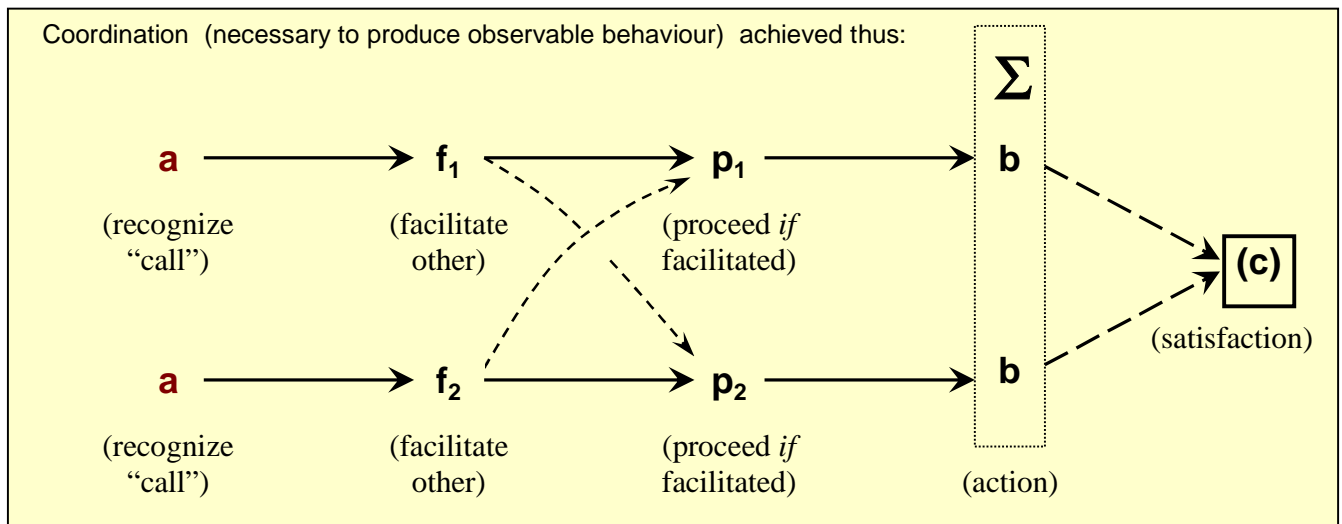 Coordination (necessary to produce observable behaviour) achieved thus:
Σ
a f₁ p₁ b
(recognize (facilitate (proceed if
“call”) other) facilitated)
(c)
(satisfaction)
a f₂ p₂ b
(recognize (facilitate (proceed if (action)
“call”) other) facilitated)